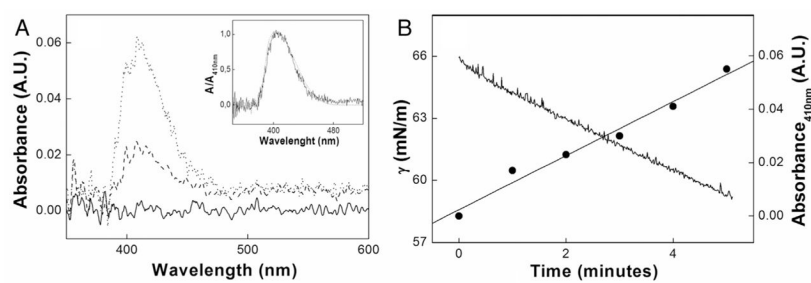 A
Absorbance (A.U.)
0.06
0.04
0.02
0.00
400
500
600
Wavelength (nm)
A/A410nm
1,0
0,5
0,0
400
480
Wavelenght (nm)
B
γ (mN/m)
66
63
60
57
0
2
4
Time (minutes)
0.06
0.04
0.02
0.00
Absorbance410nm (A.U.)